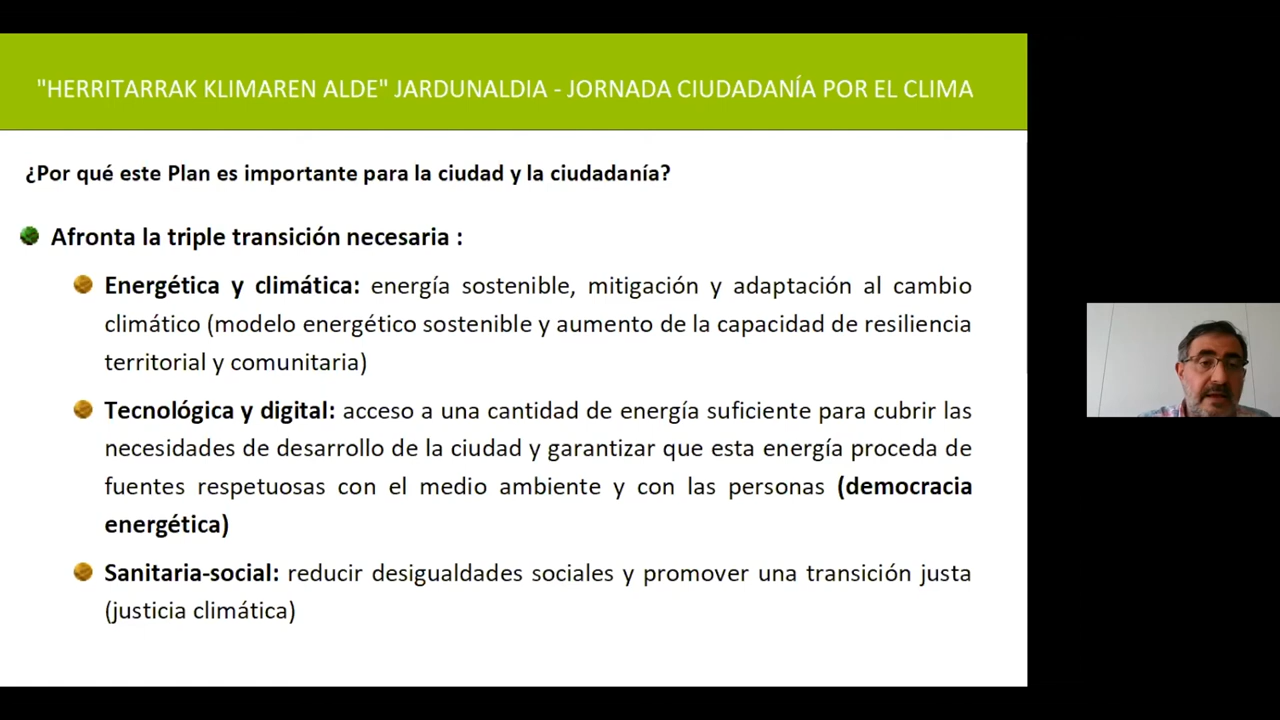 "HERRITARRAK KLIMAREN ALDE" JARDUNALDIA - JORNADA CIUDADANÍA POR EL CLIMA
¿Por qué este Plan es importante para la ciudad y la ciudadanía?
Afronta la triple transición necesaria :
Energética y climática: energía sostenible, mitigación y adaptación al cambio
climático (modelo energético sostenible y aumento de la capacidad de resiliencia
territorial y comunitaria)
Tecnológica y digital: acceso a una cantidad de energía suficiente para cubrir las
necesidades de desarrollo de la ciudad y garantizar que esta energía proceda de
fuentes respetuosas con el medio ambiente y con las personas (democracia
energética)
Sanitaria-social: reducir desigualdades sociales y promover una transición justa
(justicia climática)